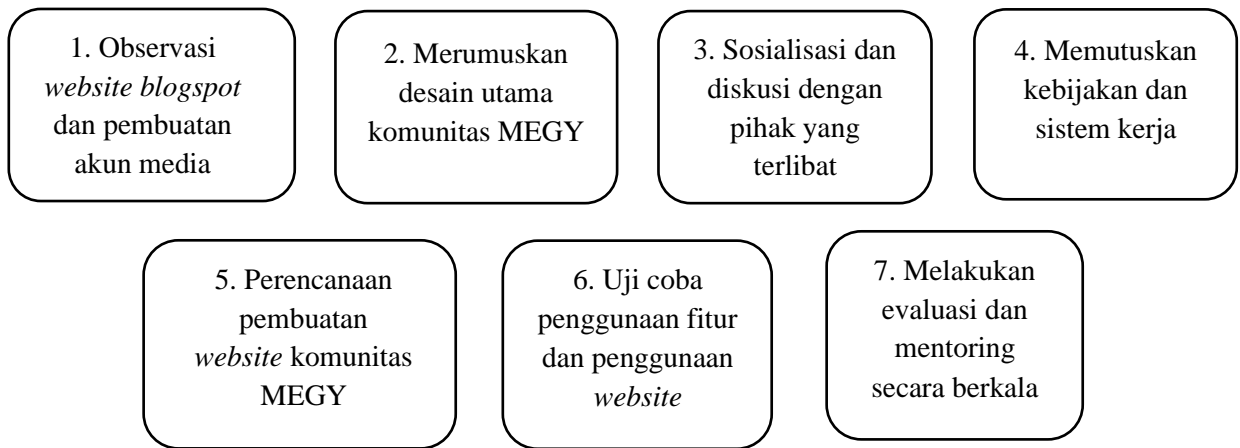 1. Observasi
website blogspot
dan pembuatan
akun media
2. Merumuskan
desain utama
komunitas MEGY
3. Sosialisasi dan
diskusi dengan
pihak yang
terlibat
4. Memutuskan
kebijakan dan
sistem kerja
5. Perencanaan
pembuatan
website komunitas
MEGY
6. Uji coba
penggunaan fitur
dan penggunaan
website
7. Melakukan
evaluasi dan
mentoring
secara berkala